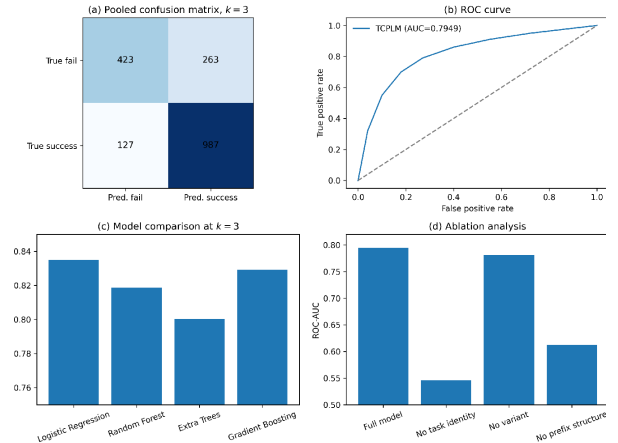 (a) Pooled confusion matrix, k = 3
True fail
423
263
True success
127
987
Pred. fail
Pred. success
(b) ROC curve
TCPLM (AUC=0.7949)
True positive rate
1.0
0.8
0.6
0.4
0.2
0.0
0.0
0.2
0.4
0.6
0.8
1.0
False positive rate
(c) Model comparison at k = 3
0.84
0.82
0.80
0.78
0.76
Logistic Regression
Random Forest
Extra Trees
Gradient Boosting
(d) Ablation analysis
ROC-AUC
0.80
0.75
0.70
0.65
0.60
0.55
0.50
Full model
No task identity
No variant
No prefix structure